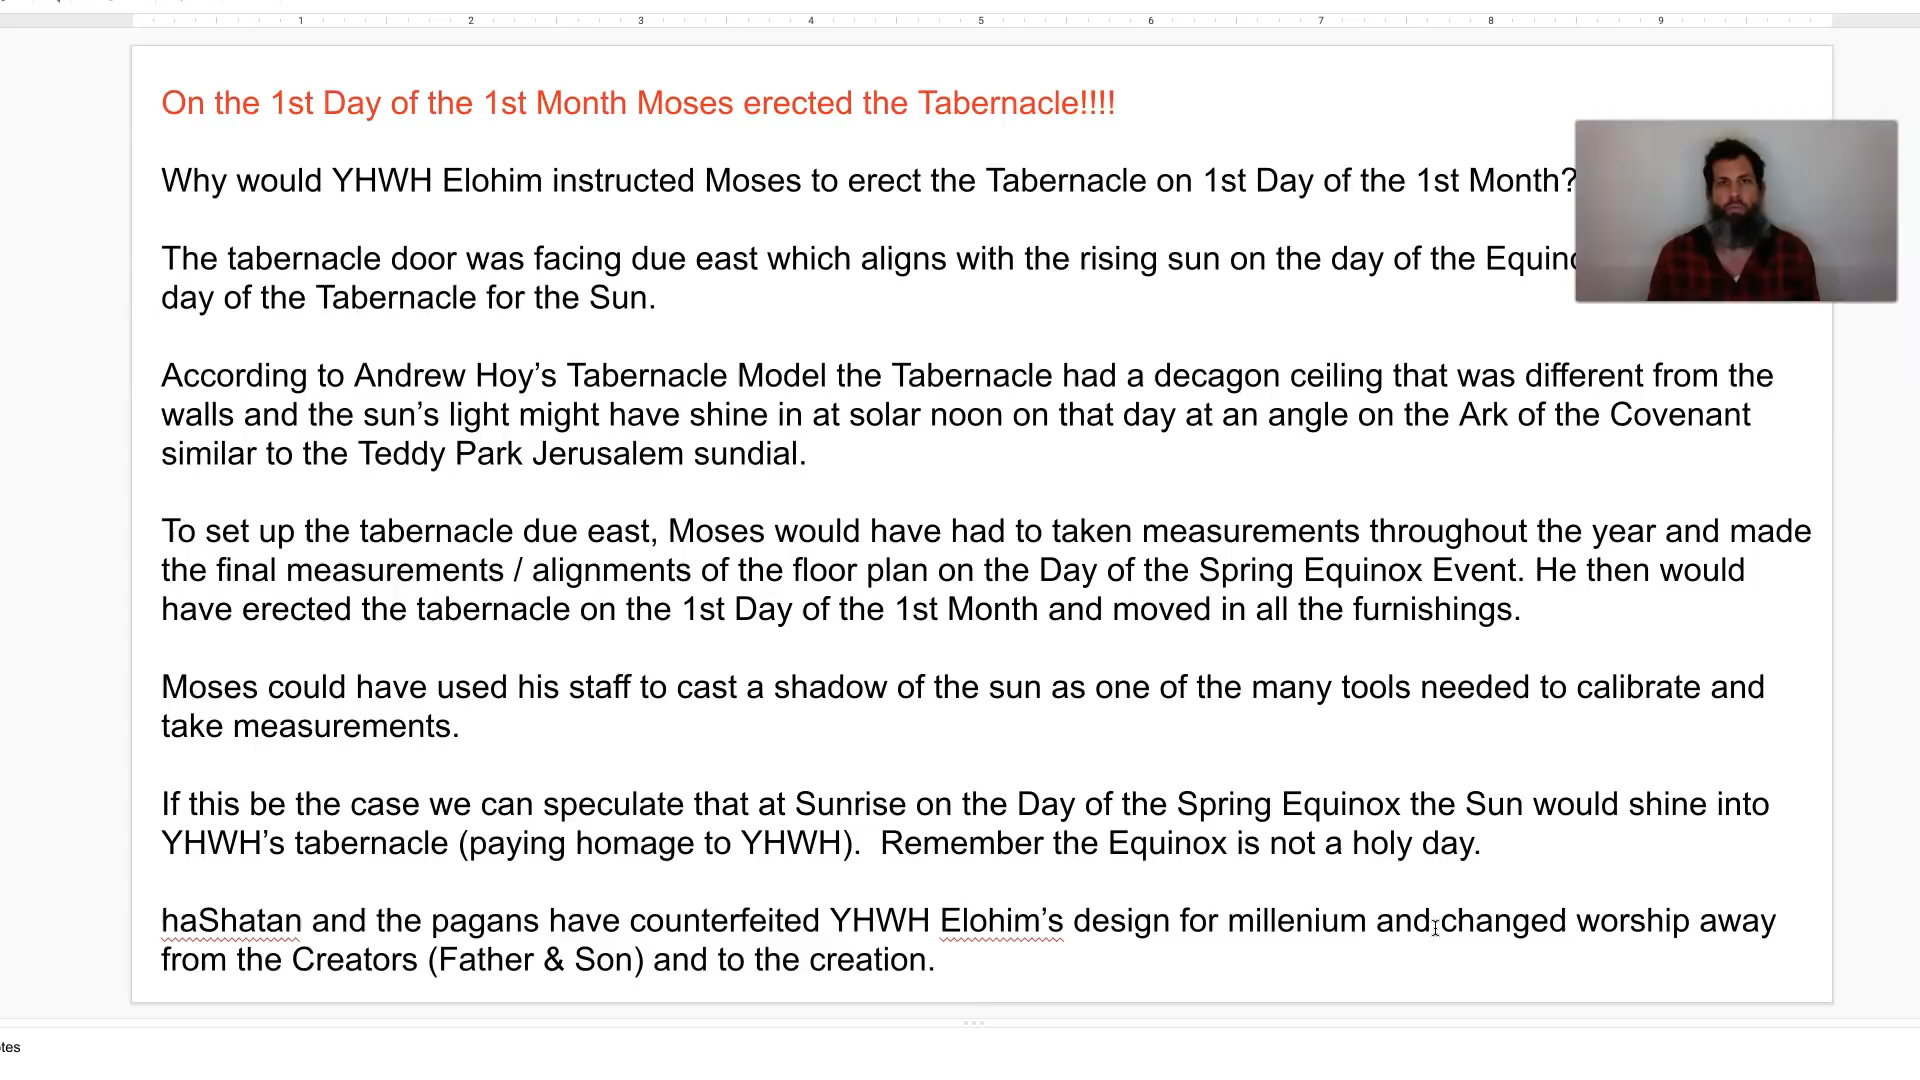 1 2 3 4 5 6 7 8 9
On the 1st Day of the 1st Month Moses erected the Tabernacle!!!!
Why would YHWH Elohim instructed Moses to erect the Tabernacle on 1st Day of the 1st Month?
The tabernacle door was facing due east which aligns with the rising sun on the day of the
day of the Tabernacle for the Sun.
According to Andrew Hoy’s Tabernacle Model the Tabernacle had a decagon ceiling that was different from the
walls and the sun’s light might have shine in at solar noon on that day at an angle on the Ark of the Covenant
similar to the Teddy Park Jerusalem sundial.
To set up the tabernacle due east, Moses would have had to taken measurements throughout the year and made
the final measurements / alignments of the floor plan on the Day of the Spring Equinox Event. He then would
have erected the tabernacle on the 1st Day of the 1st Month and moved in all the furnishings.
Moses could have used his staff to cast a shadow of the sun as one of the many tools needed to calibrate and
take measurements.
If this be the case we can speculate that at Sunrise on the Day of the Spring Equinox the Sun would shine into
YHWH’s tabernacle (paying homage to YHWH).  Remember the Equinox is not a holy day.
haShatan and the pagans have counterfeited YHWH Elohim’s design for millenium and changed worship away
from the Creators (Father & Son) and to the creation.